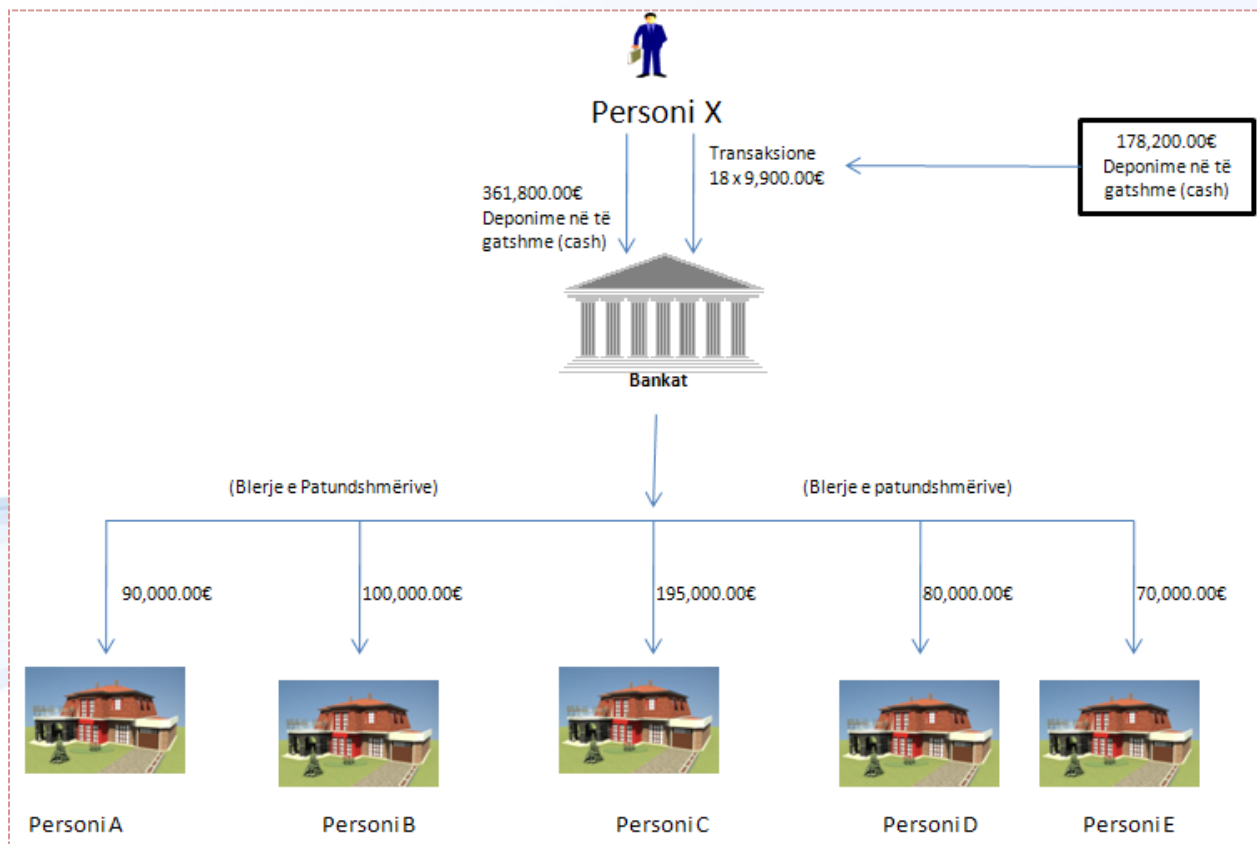 Personi X
Transaksione
18 x 9,900.00€
178,200.00€
Deponime në të
gatshme (cash)
361,800.00€
Deponime në të
gatshme (cash)
Bankat
(Blerje e Patundshmërive)
(Blerje e patundshmërive)
90,000.00€
100,000.00€
195,000.00€
80,000.00€
70,000.00€
Personi A
Personi B
Personi C
Personi D
Personi E